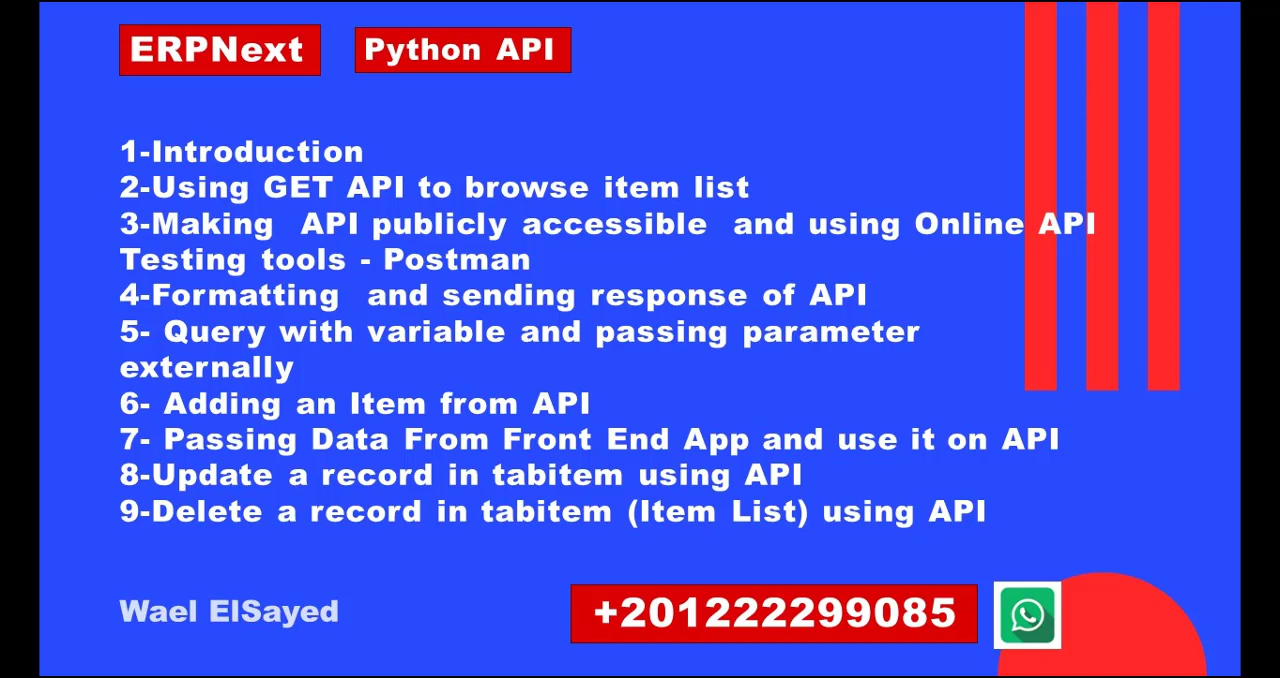 ERPNext Python API
1-Introduction
2-Using GET API to browse item list
3-Making  API publicly accessible  and using Online API
Testing tools - Postman
4-Formatting  and sending response of API
5- Query with variable and passing parameter
externally
6- Adding an Item from API
7- Passing Data From Front End App and use it on API
8-Update a record in tabitem using API
9-Delete a record in tabitem (Item List) using API
Wael ElSayed +201222299085